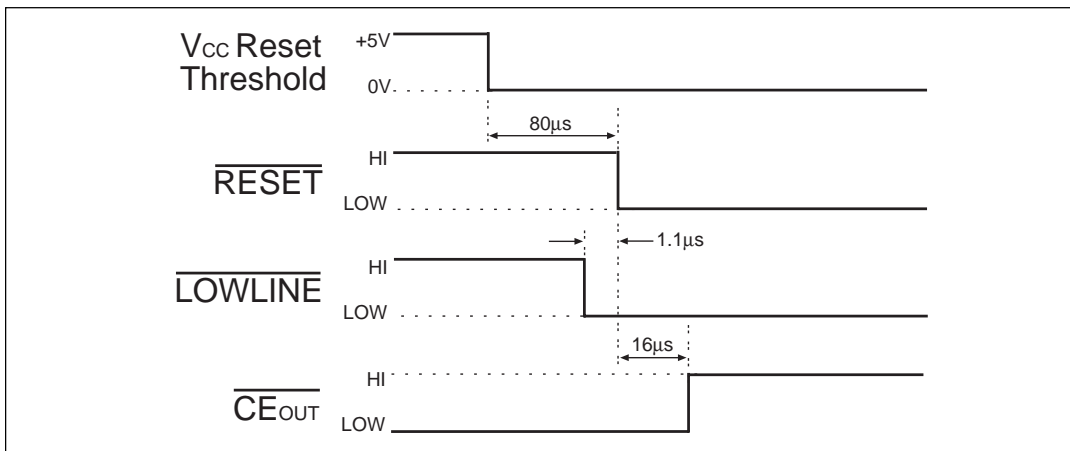 VCC Reset
Threshold
+5V
0V
80μs
RESET
HI
LOW
1.1μs
LOWLINE
HI
LOW
16μs
CEOUT
HI
LOW